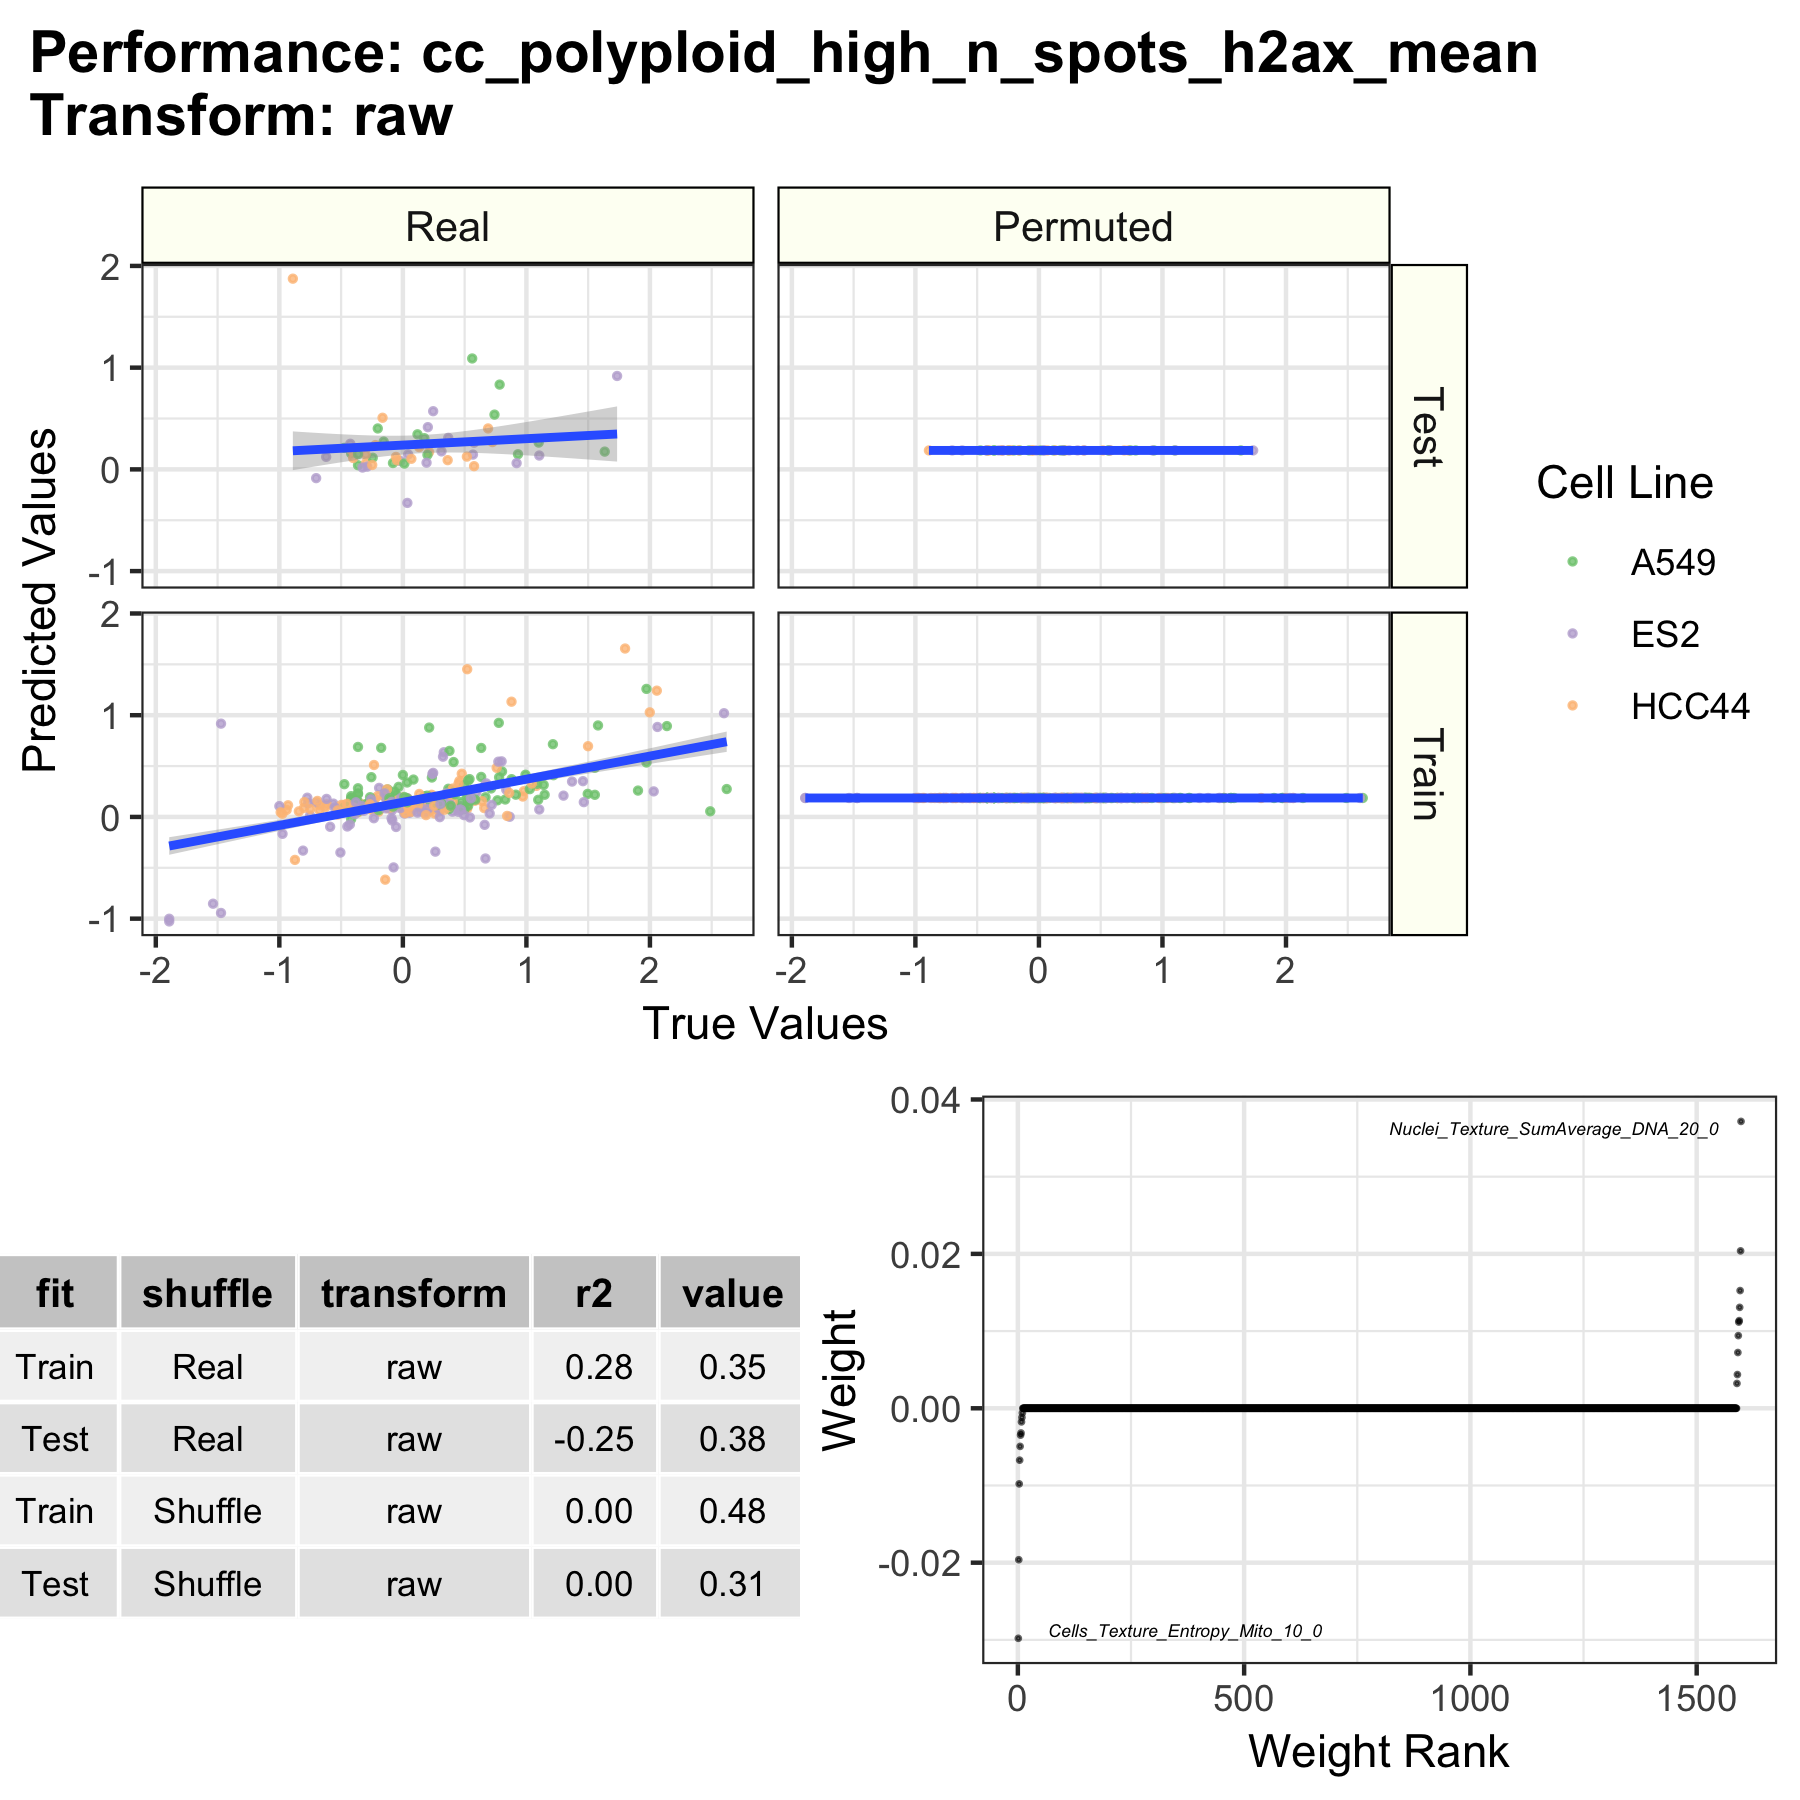 Performance: cc_polyploid_high_n_spots_h2ax_mean
Transform: raw
Real
Permuted
2
1
0
-1
Test
2
1
0
-1
Train
Predicted Values
-2 -1 0 1 2
-2 -1 0 1 2
True Values
Cell Line
A549
ES2
HCC44
fit shuffle transform r2 value
Train Real raw 0.28 0.35
Test Real raw -0.25 0.38
Train Shuffle raw 0.00 0.48
Test Shuffle raw 0.00 0.31
Weight
0.04
0.02
0.00
-0.02
Nuclei_Texture_SumAverage_DNA_20_0
Cells_Texture_Entropy_Mito_10_0
0 500 1000 1500
Weight Rank